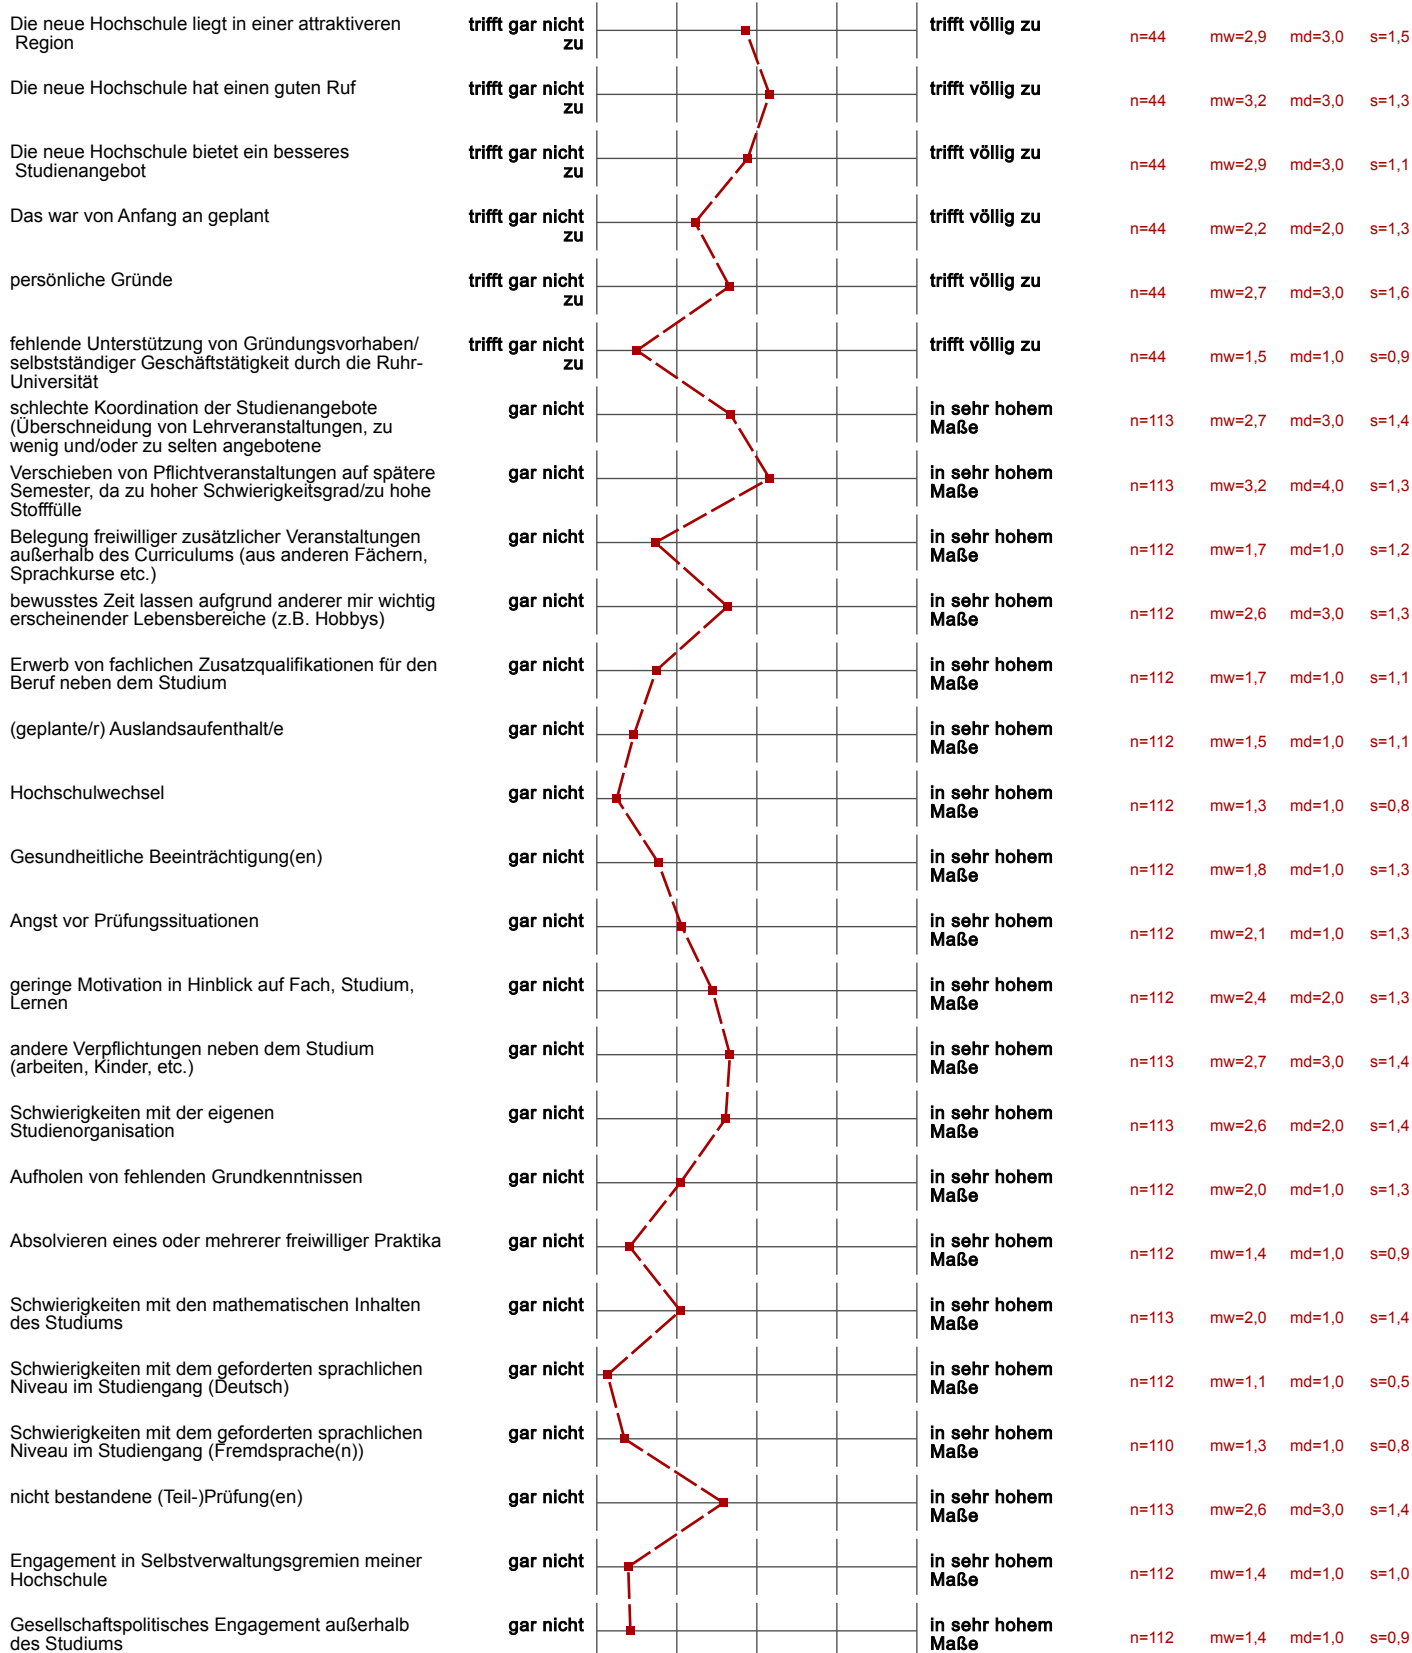 Die neue Hochschule liegt in einer attraktiveren
Region
trifft gar nicht
zu
trifft völlig zu
n=44 mw=2,9 md=3,0 s=1,5
Die neue Hochschule hat einen guten Ruf
trifft gar nicht
zu
trifft völlig zu
n=44 mw=3,2 md=3,0 s=1,3
Die neue Hochschule bietet ein besseres
Studienangebot
trifft gar nicht
zu
trifft völlig zu
n=44 mw=2,9 md=3,0 s=1,1
Das war von Anfang an geplant
trifft gar nicht
zu
trifft völlig zu
n=44 mw=2,2 md=2,0 s=1,3
persönliche Gründe
trifft gar nicht
zu
trifft völlig zu
n=44 mw=2,7 md=3,0 s=1,6
fehlende Unterstützung von Gründungsvorhaben/
selbstständiger Geschäftstätigkeit durch die Ruhr-
Universität
trifft gar nicht
zu
trifft völlig zu
n=44 mw=1,5 md=1,0 s=0,9
schlechte Koordination der Studienangebote
(Überschneidung von Lehrveranstaltungen, zu
wenig und/oder zu selten angebotene
gar nicht
in sehr hohem
Maße
n=113 mw=2,7 md=3,0 s=1,4
Verschieben von Pflichtveranstaltungen auf spätere
Semester, da zu hoher Schwierigkeitsgrad/zu hohe
Stofffülle
gar nicht
in sehr hohem
Maße
n=113 mw=3,2 md=4,0 s=1,3
Belegung freiwilliger zusätzlicher Veranstaltungen
außerhalb des Curriculums (aus anderen Fächern,
Sprachkurse etc.)
gar nicht
in sehr hohem
Maße
n=112 mw=1,7 md=1,0 s=1,2
bewusstes Zeit lassen aufgrund anderer mir wichtig
erscheinender Lebensbereiche (z.B. Hobbys)
gar nicht
in sehr hohem
Maße
n=112 mw=2,6 md=3,0 s=1,3
Erwerb von fachlichen Zusatzqualifikationen für den
Beruf neben dem Studium
gar nicht
in sehr hohem
Maße
n=112 mw=1,7 md=1,0 s=1,1
(geplante/r) Auslandsaufenthalt/e
gar nicht
in sehr hohem
Maße
n=112 mw=1,5 md=1,0 s=1,1
Hochschulwechsel
gar nicht
in sehr hohem
Maße
n=112 mw=1,3 md=1,0 s=0,8
Gesundheitliche Beeinträchtigung(en)
gar nicht
in sehr hohem
Maße
n=112 mw=1,8 md=1,0 s=1,3
Angst vor Prüfungssituationen
gar nicht
in sehr hohem
Maße
n=112 mw=2,1 md=1,0 s=1,3
geringe Motivation in Hinblick auf Fach, Studium,
Lernen
gar nicht
in sehr hohem
Maße
n=112 mw=2,4 md=2,0 s=1,3
andere Verpflichtungen neben dem Studium
(arbeiten, Kinder, etc.)
gar nicht
in sehr hohem
Maße
n=113 mw=2,7 md=3,0 s=1,4
Schwierigkeiten mit der eigenen
Studienorganisation
gar nicht
in sehr hohem
Maße
n=113 mw=2,6 md=2,0 s=1,4
Aufholen von fehlenden Grundkenntnissen
gar nicht
in sehr hohem
Maße
n=112 mw=2,0 md=1,0 s=1,3
Absolvieren eines oder mehrerer freiwilliger Praktika
gar nicht
in sehr hohem
Maße
n=112 mw=1,4 md=1,0 s=0,9
Schwierigkeiten mit den mathematischen Inhalten
des Studiums
gar nicht
in sehr hohem
Maße
n=113 mw=2,0 md=1,0 s=1,4
Schwierigkeiten mit dem geforderten sprachlichen
Niveau im Studiengang (Deutsch)
gar nicht
in sehr hohem
Maße
n=112 mw=1,1 md=1,0 s=0,5
Schwierigkeiten mit dem geforderten sprachlichen
Niveau im Studiengang (Fremdsprache(n))
gar nicht
in sehr hohem
Maße
n=110 mw=1,3 md=1,0 s=0,8
nicht bestandene (Teil-)Prüfung(en)
gar nicht
in sehr hohem
Maße
n=113 mw=2,6 md=3,0 s=1,4
Engagement in Selbstverwaltungsgremien meiner
Hochschule
gar nicht
in sehr hohem
Maße
n=112 mw=1,4 md=1,0 s=1,0
Gesellschaftspolitisches Engagement außerhalb
des Studiums
gar nicht
in sehr hohem
Maße
n=112 mw=1,4 md=1,0 s=0,9